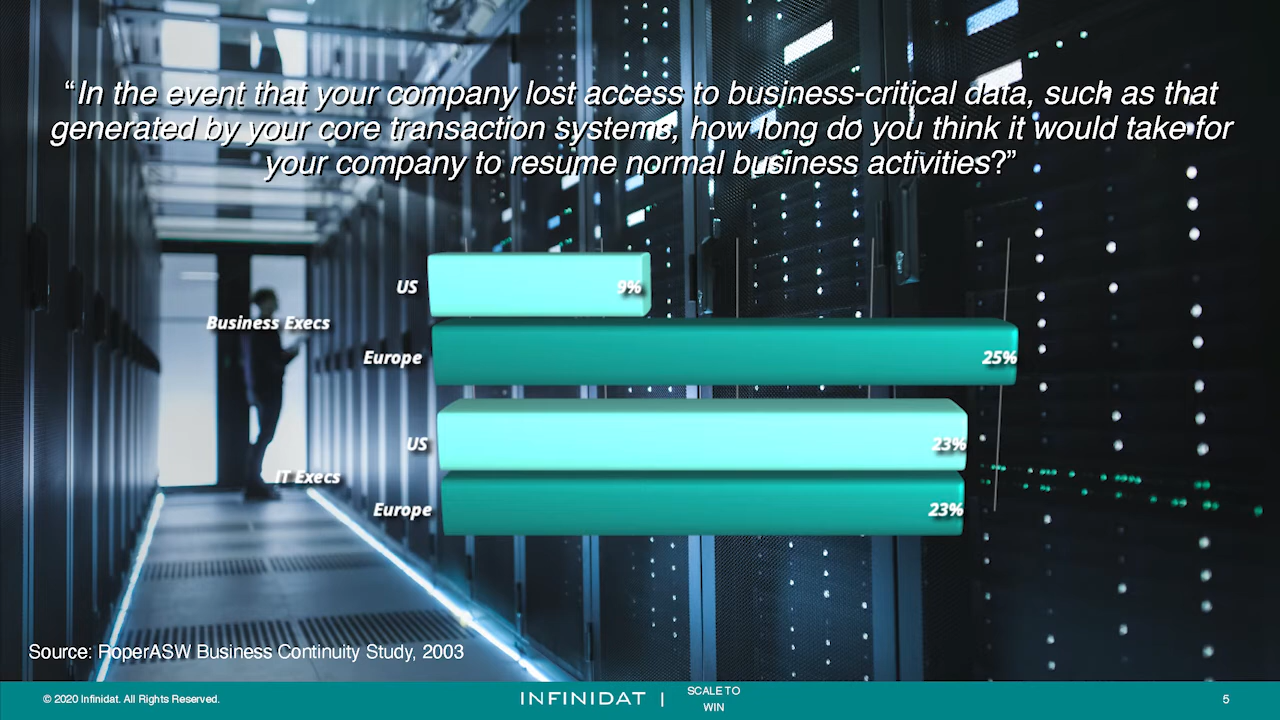 “In the event that your company lost access to business-critical data, such as that
generated by your core transaction systems, how long do you think it would take for
your company to resume normal business activities?”
US
9%
Business Execs
Europe
25%
US
23%
IT Execs
Europe
23%
Source: RoperASW Business Continuity Study, 2003
© 2020 Infinidat. All Rights Reserved.
INFINIDAT |
SCALE TO
WIN
5